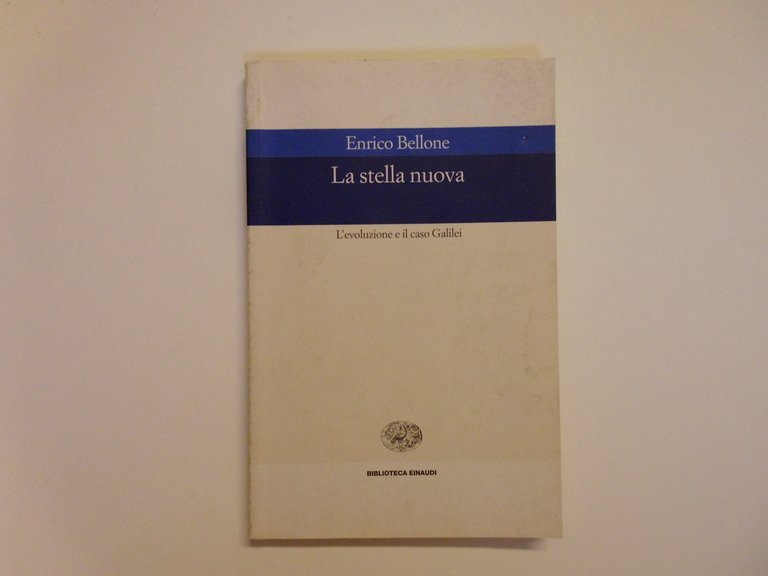 Enrico Bellone
La stella nuova
L'evoluzione e il caso Galilei
BIBLIOTECA EINAUDI